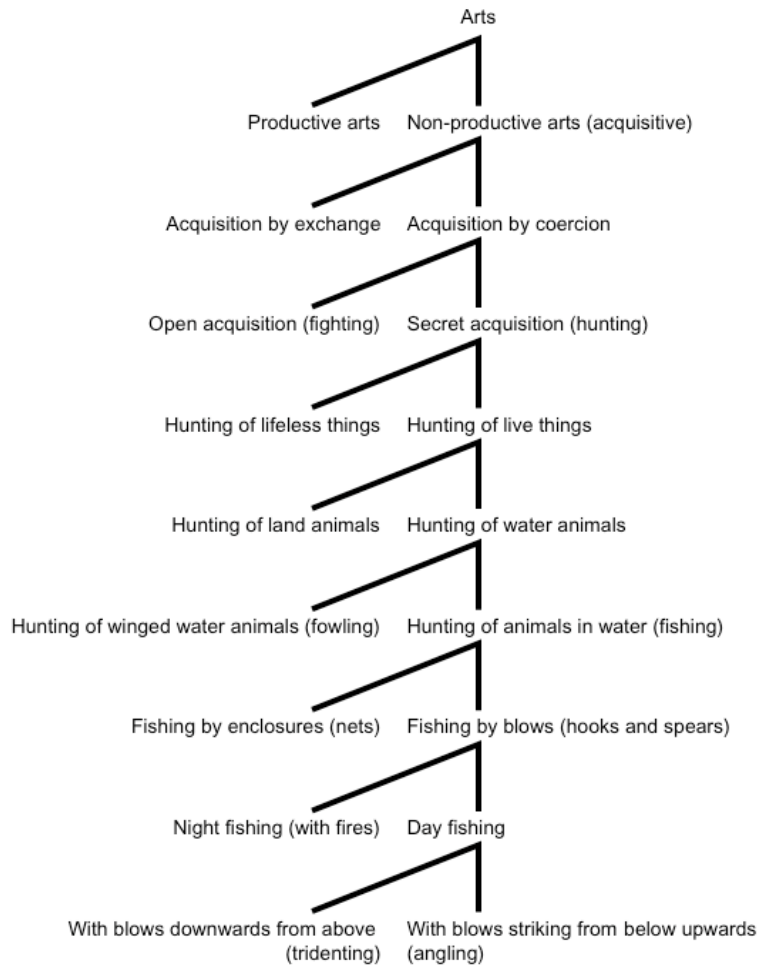 Arts
Productive arts
Non-productive arts (acquisitive)
Acquisition by exchange
Acquisition by coercion
Open acquisition (fighting)
Secret acquisition (hunting)
Hunting of lifeless things
Hunting of live things
Hunting of land animals
Hunting of water animals
Hunting of winged water animals (fowling)
Hunting of animals in water (fishing)
Fishing by enclosures (nets)
Fishing by blows (hooks and spears)
Night fishing (with fires)
Day fishing
With blows downwards from above
(tridenting)
With blows striking from below upwards
(angling)